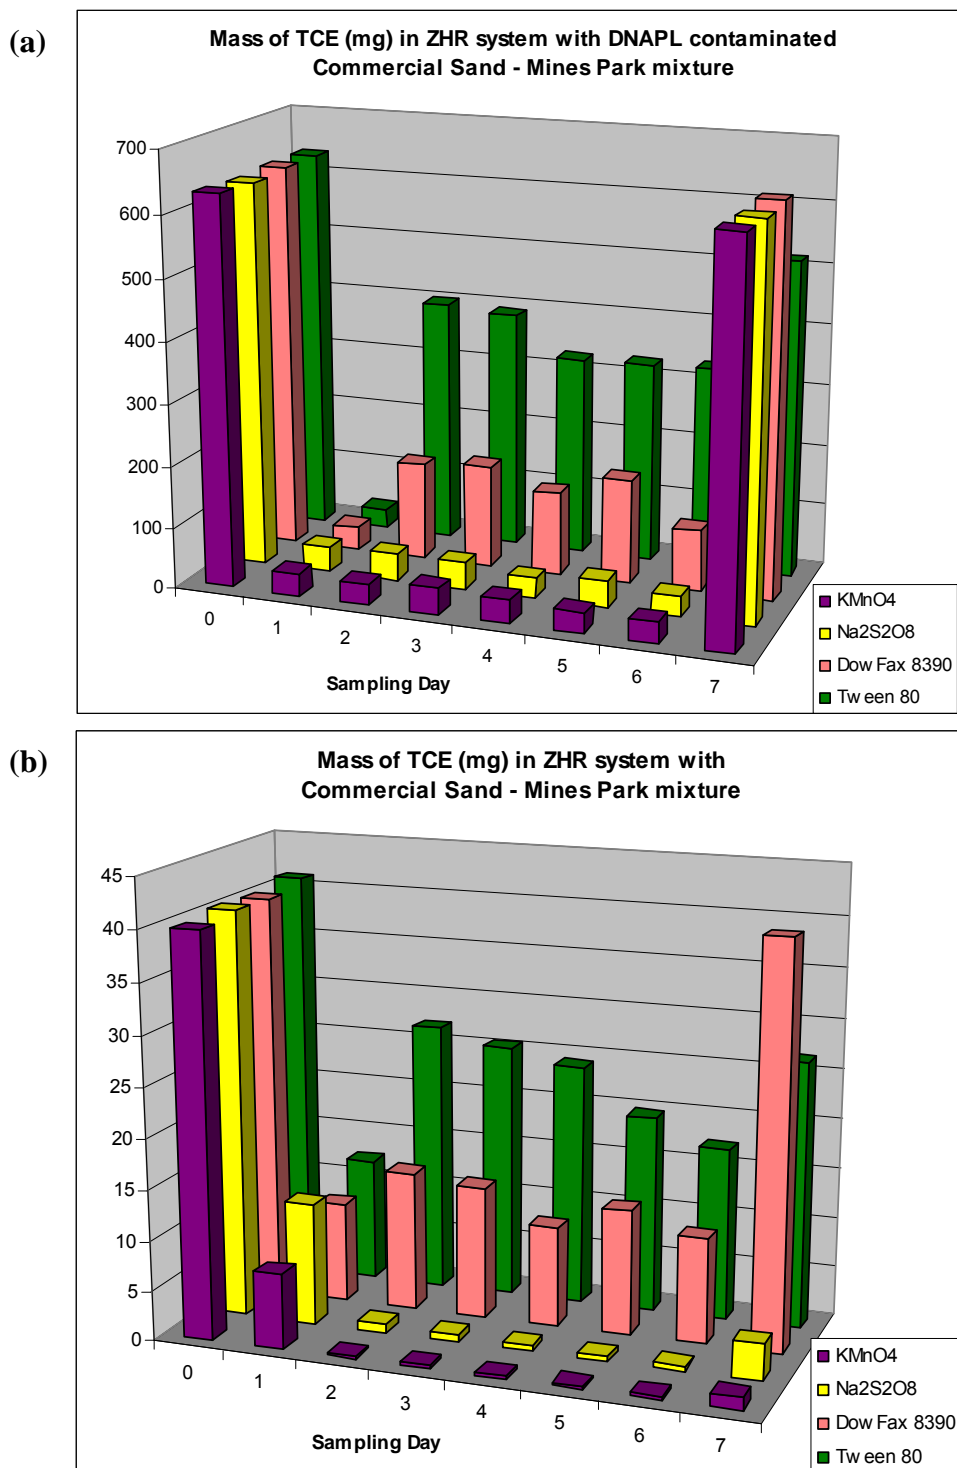 (a)
Mass of TCE (mg) in ZHR system with DNAPL contaminated
Commercial Sand - Mines Park mixture
700
600
500
400
300
200
100
0
0
1
2
3
4
5
6
7
Sampling Day
KMnO4
Na2S2O8
Dow Fax 8390
Tween 80
(b)
Mass of TCE (mg) in ZHR system with
Commercial Sand - Mines Park mixture
45
40
35
30
25
20
15
10
5
0
0
1
2
3
4
5
6
7
Sampling Day
KMnO4
Na2S2O8
Dow Fax 8390
Tween 80